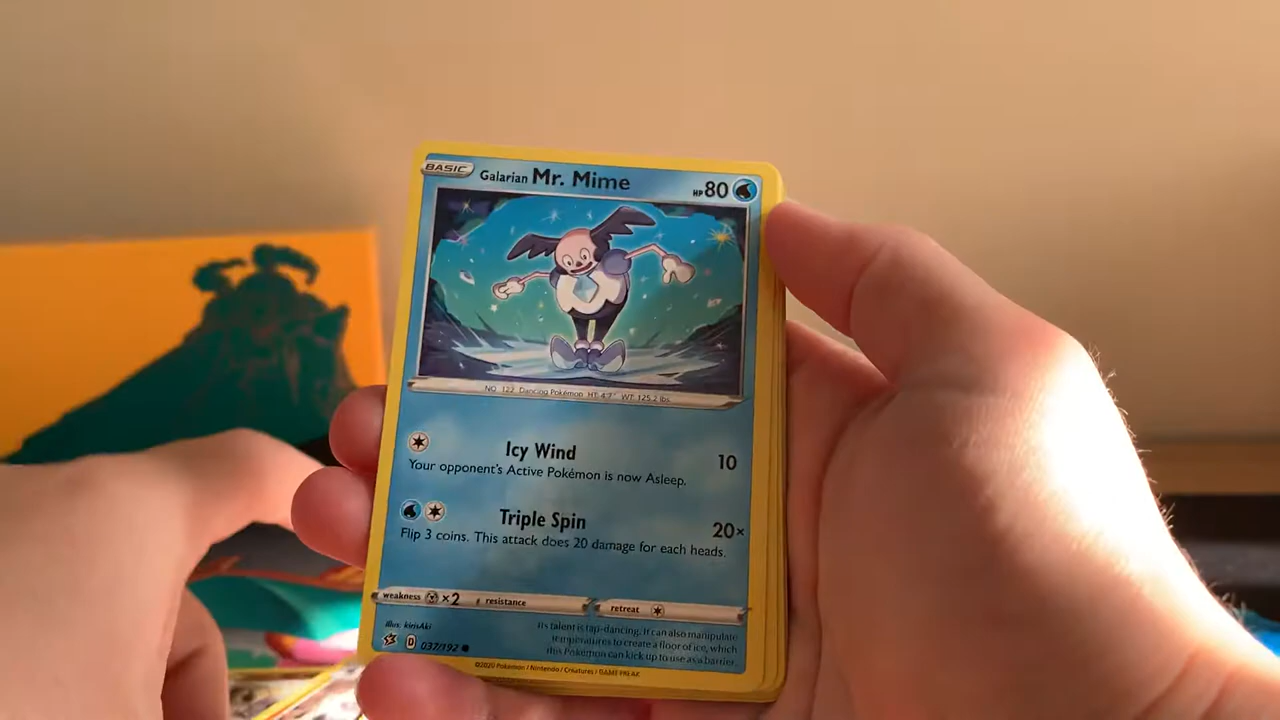 BASIC
Galarian Mr. Mime
HP 80
NO. 122 Dancing Pokémon HT: 4'7" WT: 125.2 lbs.
Icy Wind 10
Your opponent's Active Pokémon is now Asleep.
Triple Spin 20×
Flip 3 coins. This attack does 20 damage for each heads.
weakness ×2 resistance retreat
Illus. kirisAki
D 037/192
Its talent is tap-dancing. It can also manipulate
temperatures to create a floor of ice, which
this Pokémon can kick up to use as a barrier.
©2020 Pokémon / Nintendo / Creatures / GAME FREAK